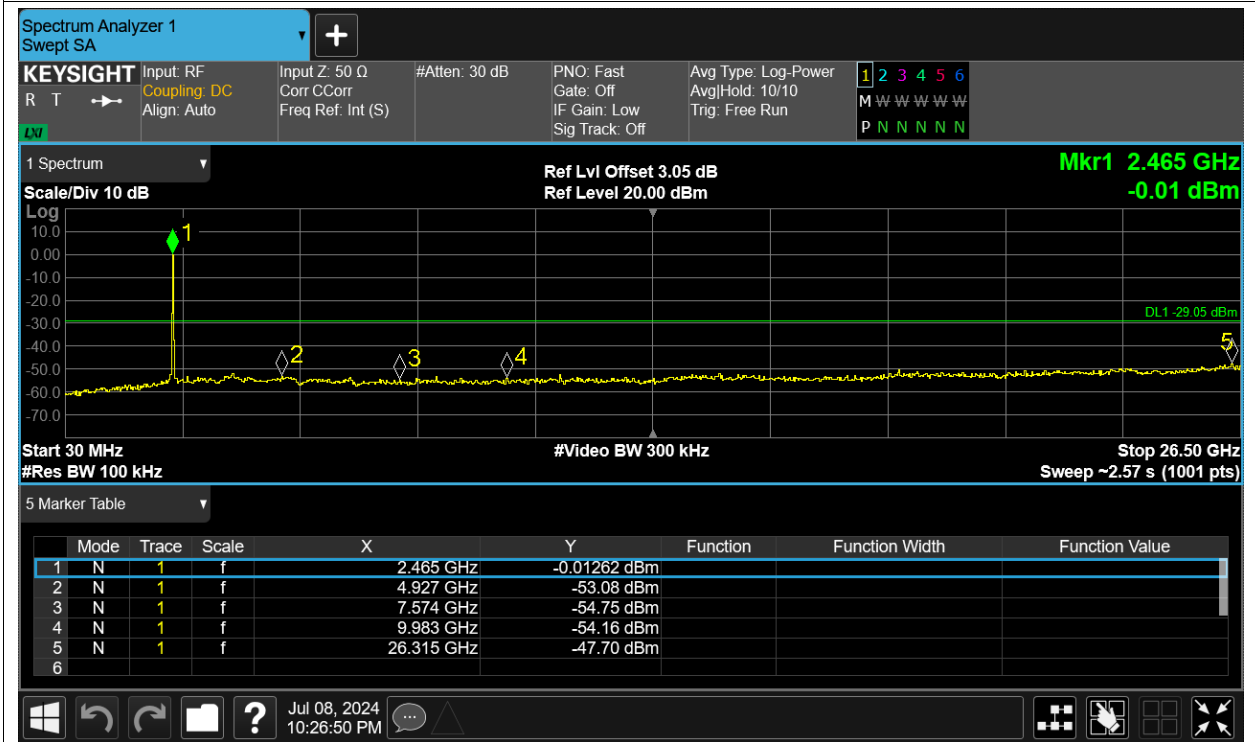 Spectrum Analyzer 1
Swept SA
+
KEYSIGHT Input: RF Input Z: 50 Ω #Atten: 30 dB PNO: Fast Avg Type: Log-Power 1 2 3 4 5 6
R T Coupling: DC Corr CCorr Gate: Off Avg|Hold: 10/10 M W W W W W
Align: Auto Freq Ref: Int (S) IF Gain: Low Trig: Free Run
LXI Sig Track: Off P N N N N N
1 Spectrum Ref Lvl Offset 3.05 dB Mkr1 2.465 GHz
Scale/Div 10 dB Ref Level 20.00 dBm -0.01 dBm
Log
10.0
0.00
-10.0
-20.0
-30.0
-40.0
-50.0
-60.0
-70.0
1
DL1 -29.05 dBm
2
3
4
5
Start 30 MHz #Video BW 300 kHz Stop 26.50 GHz
#Res BW 100 kHz Sweep ~2.57 s (1001 pts)
5 Marker Table
Mode Trace Scale X Y Function Function Width Function Value
1 N 1 f 2.465 GHz -0.01262 dBm
2 N 1 f 4.927 GHz -53.08 dBm
3 N 1 f 7.574 GHz -54.75 dBm
4 N 1 f 9.983 GHz -54.16 dBm
5 N 1 f 26.315 GHz -47.70 dBm
6
? Jul 08, 2024
10:26:50 PM